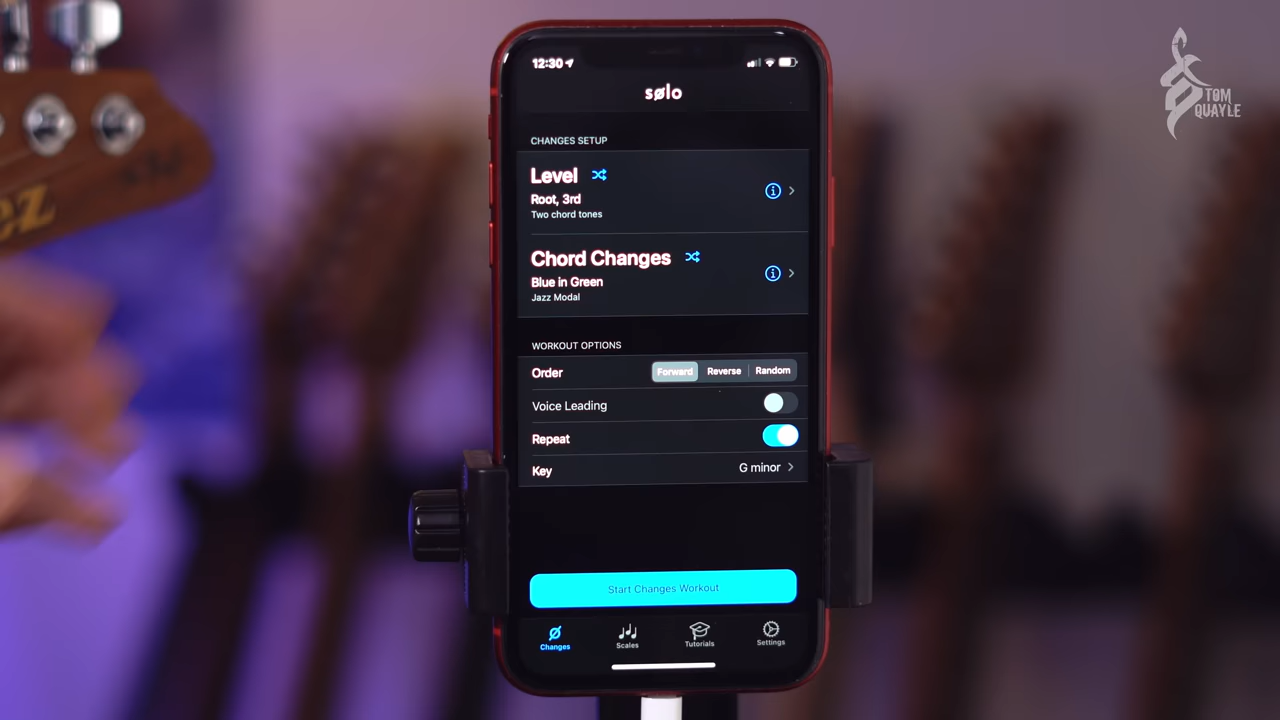 12:30
sølo
TOM
QUAYLE
CHANGES SETUP
Level
Root, 3rd
Two chord tones
Chord Changes
Blue in Green
Jazz Modal
WORKOUT OPTIONS
Order Forward Reverse Random
Voice Leading
Repeat
Key G minor
Start Changes Workout
Changes Scales Tutorials Settings